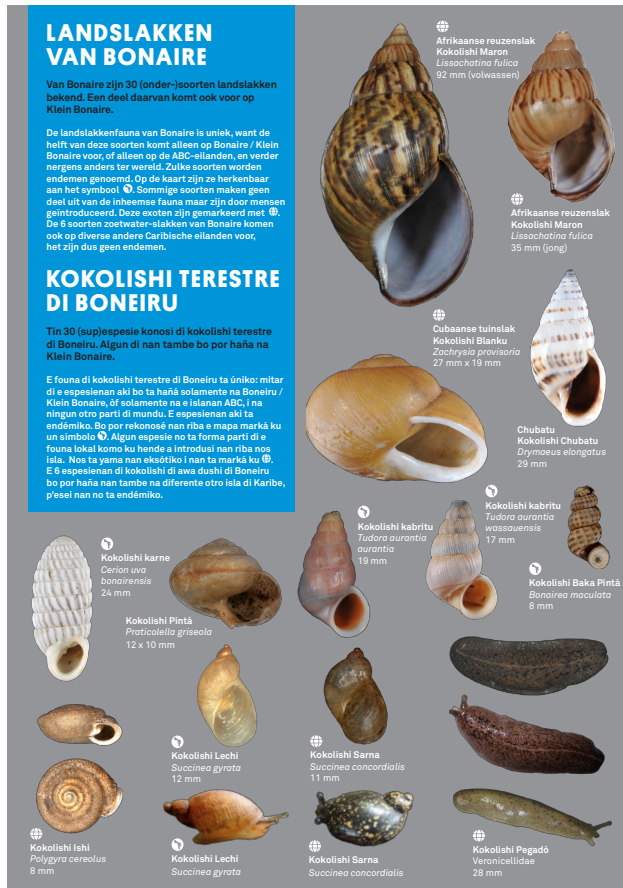 LANDSLAKKEN
VAN BONAIRE
Van Bonaire zijn 30 (onder-)soorten landslakken
bekend. Een deel daarvan komt ook voor op
Klein Bonaire.
De landslakkenfauna van Bonaire is uniek, want de
helft van deze soorten komt alleen op Bonaire / Klein
Bonaire voor, of alleen op de ABC-eilanden, en verder
nergens anders ter wereld. Zulke soorten worden
endemen genoemd. Op de kaart zijn ze herkenbaar
aan het symbool . Sommige soorten maken geen
deel uit van de inheemse fauna maar zijn door mensen
geïntroduceerd. Deze exoten zijn gemarkeerd met .
De 6 soorten zoetwater-slakken van Bonaire komen
ook op diverse andere Caribische eilanden voor,
het zijn dus geen endemen.
KOKOLISHI TERESTRE
DI BONEIRU
Tin 30 (sup)espesie konosí di kokolishi terestre
di Boneiru. Algun di nan tambe bo por haña na
Klein Bonaire.
E founa di kokolishi terestre di Boneiru ta úniko: mitar
di e espesienan aki bo ta hañá solamente na Boneiru /
Klein Bonaire, òf solamente na e islanan ABC, i na
ningun otro parti di mundu. E espesienan aki ta
endémiko. Bo por rekonosé nan riba e mapa marká ku
un símbolo . Algun espesie no ta forma parti di e
founa lokal komo ku hende a introdusí nan riba nos
isla. Nos ta yama nan eksótiko i nan ta marká ku .
E 6 espesienan di kokolishi di awa dushi di Boneiru
bo por haña nan tambe na diferente otro isla di Karibe,
p'esei nan no ta endémiko.
Afrikaanse reuzenslak
Kokolishi Maron
Lissachatina fulica
92 mm (volwassen)
Afrikaanse reuzenslak
Kokolishi Maron
Lissachatina fulica
35 mm (jong)
Cubaanse tuinslak
Kokolishi Blanku
Zachrysia provisoria
27 mm x 19 mm
Chubatu
Kokolishi Chubatu
Drymaeus elongatus
29 mm
Kokolishi karne
Cerion uva
bonairensis
24 mm
Kokolishi Pintá
Praticolella griseola
12 x 10 mm
Kokolishi kabritu
Tudora aurantia
aurantia
19 mm
Kokolishi kabritu
Tudora aurantia
wassauensis
17 mm
Kokolishi Baka Pintá
Bonairea maculata
8 mm
Kokolishi Lechi
Succinea gyrata
12 mm
Kokolishi Sarna
Succinea concordialis
11 mm
Kokolishi Ishi
Polygyra cereolus
8 mm
Kokolishi Lechi
Succinea gyrata
Kokolishi Sarna
Succinea concordialis
Kokolishi Pegadó
Veronicellidae
28 mm